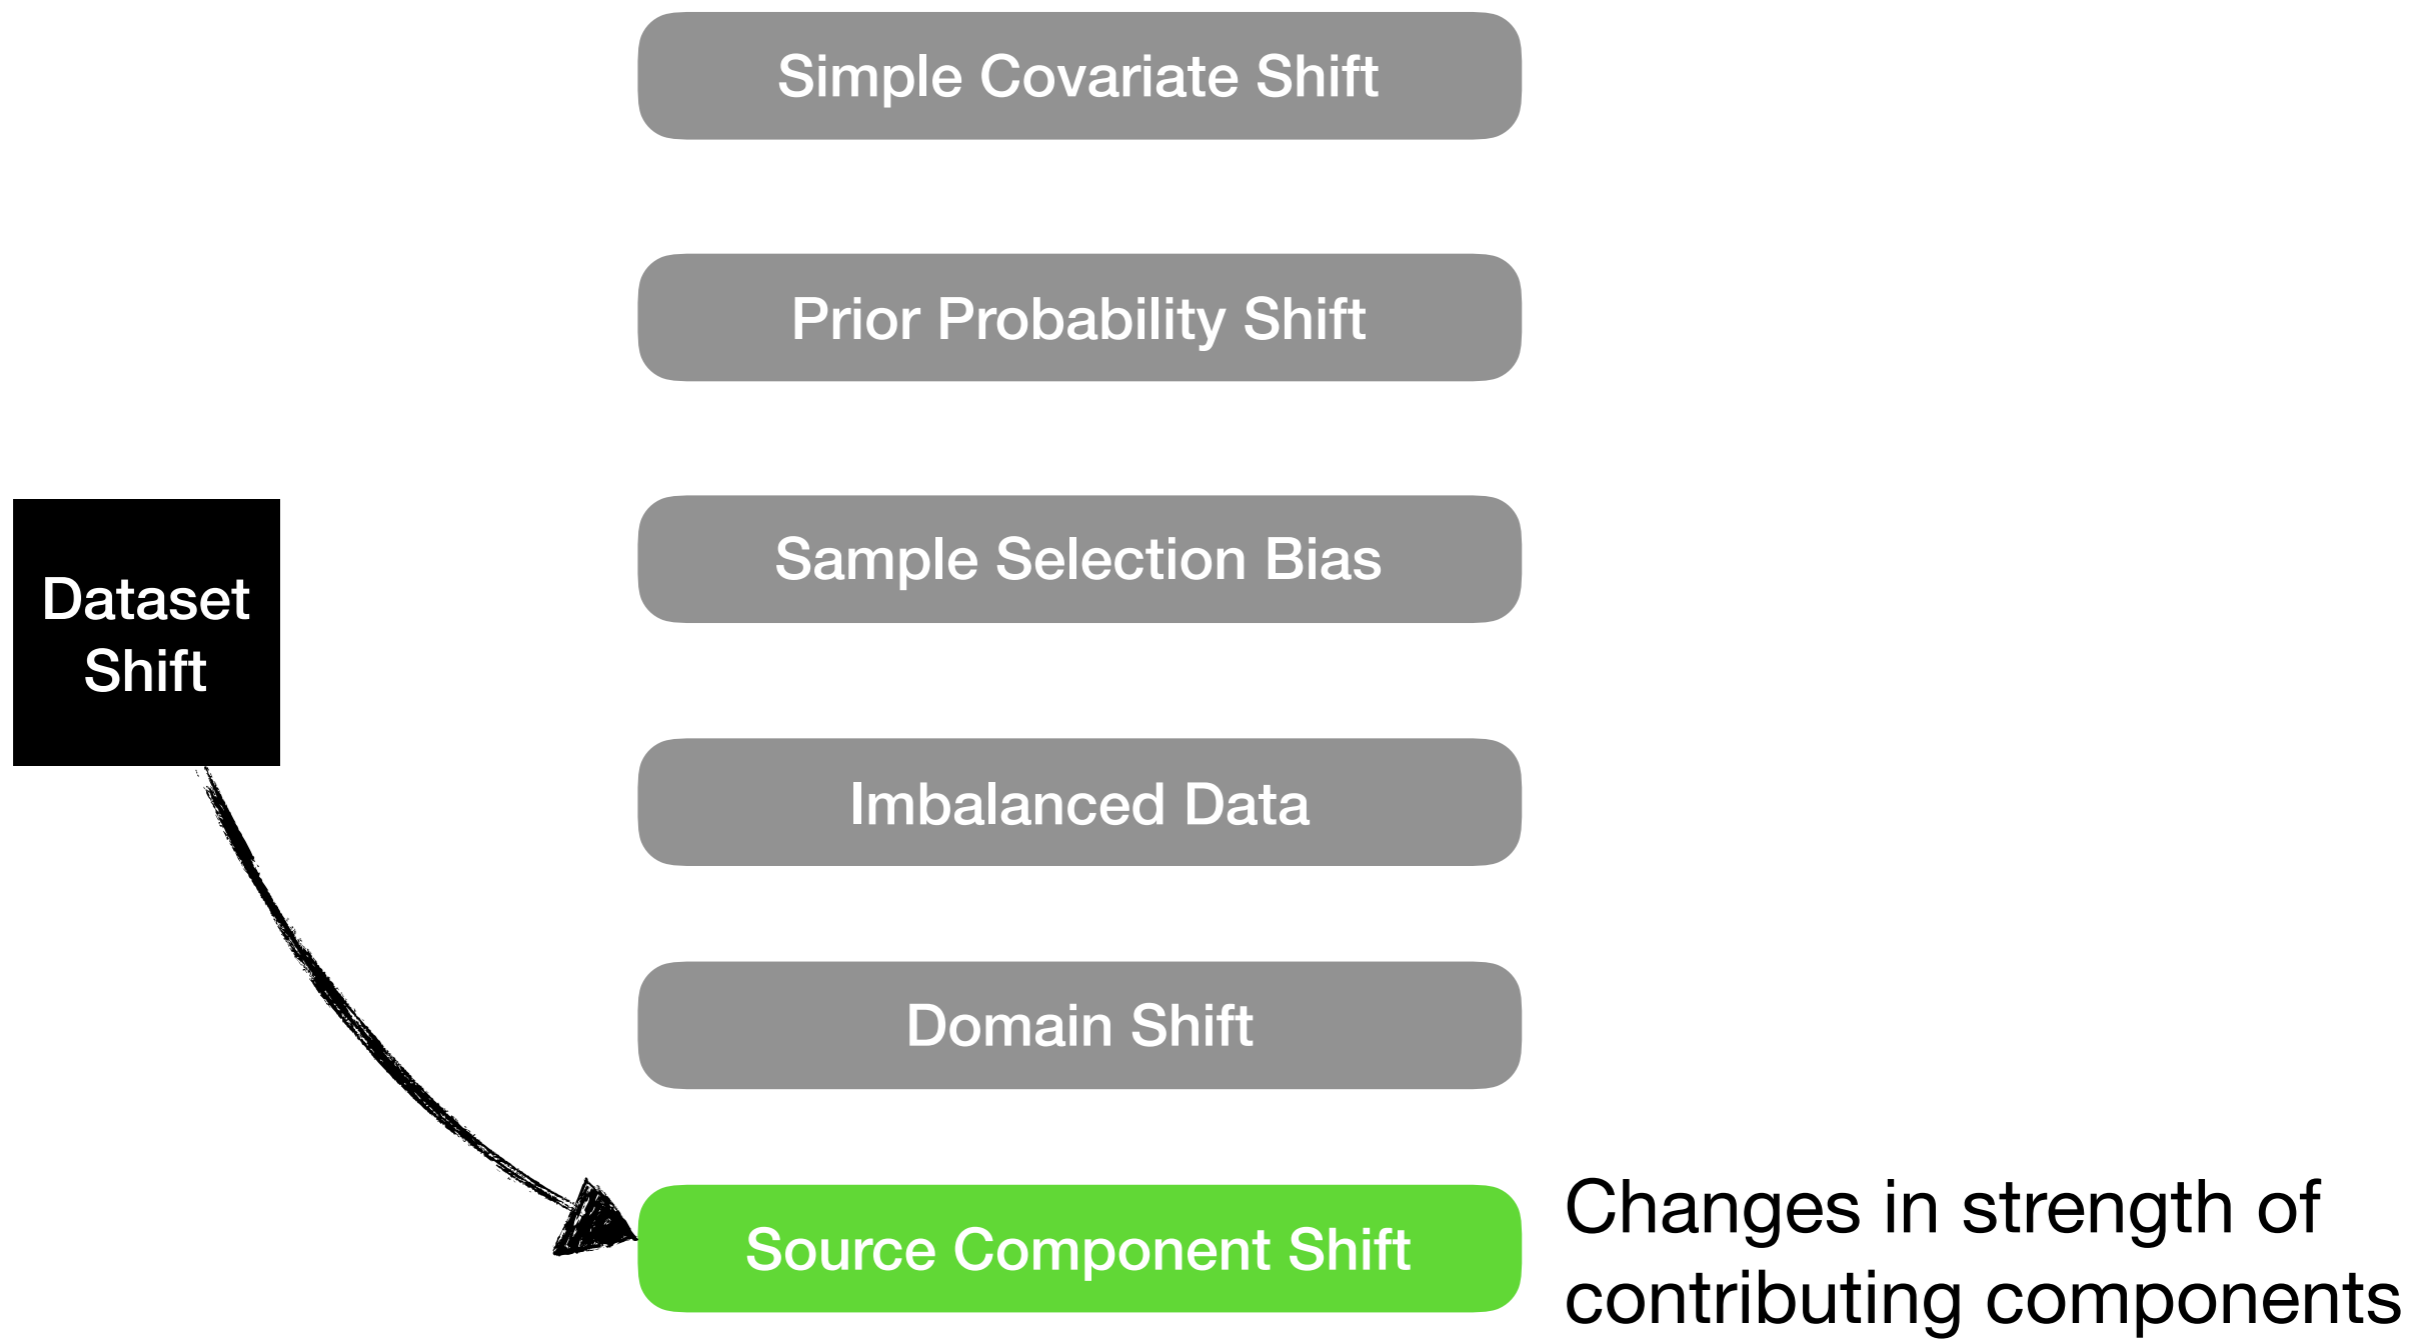 Simple Covariate Shift
Prior Probability Shift
Sample Selection Bias
Dataset
Shift
Imbalanced Data
Domain Shift
Source Component Shift
Changes in strength of
contributing components